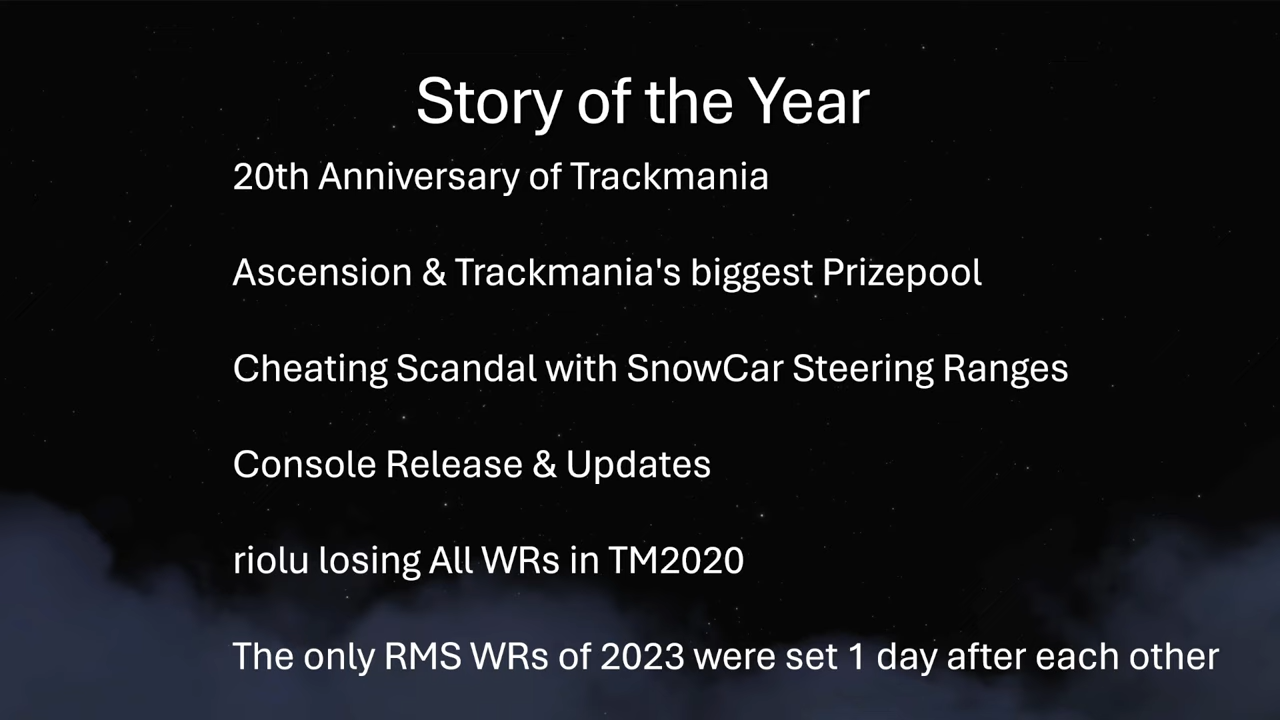 Story of the Year
20th Anniversary of Trackmania
Ascension & Trackmania's biggest Prizepool
Cheating Scandal with SnowCar Steering Ranges
Console Release & Updates
riolu losing All WRs in TM2020
The only RMS WRs of 2023 were set 1 day after each other